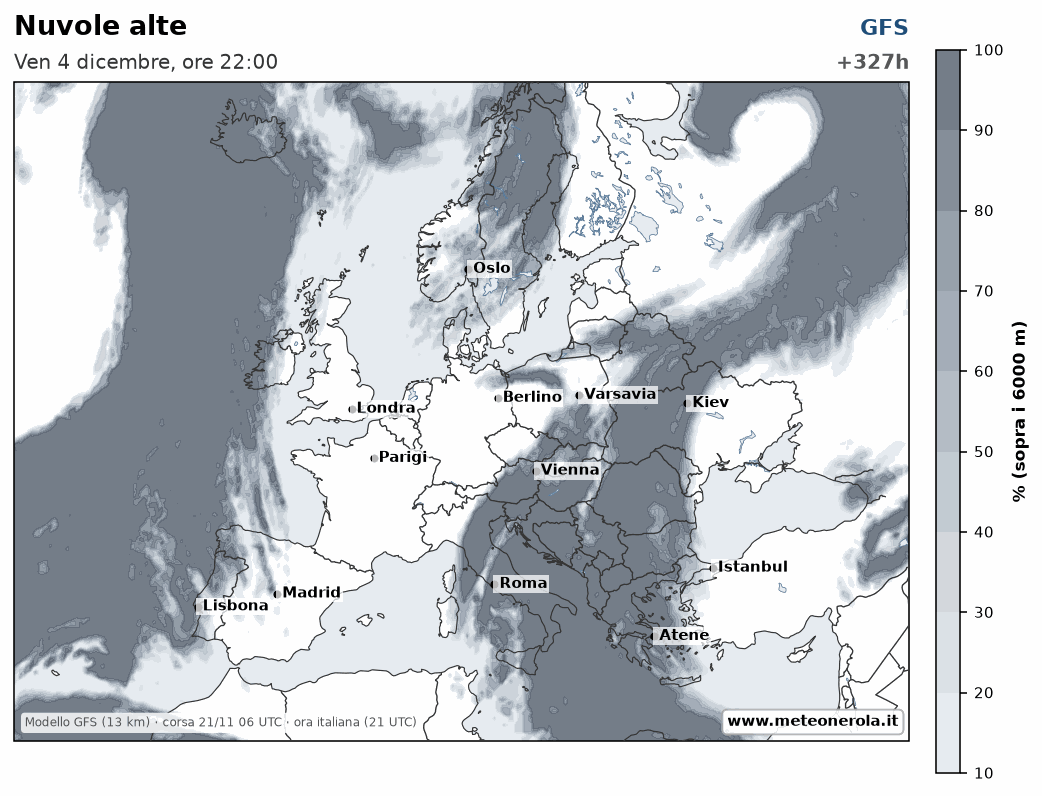 Nuvole alte
GFS
Ven 4 dicembre, ore 22:00
+327h
100
90
80
70
60
50
40
30
20
10
% (sopra i 6000 m)
Oslo
Londra
Berlino
Varsavia
Kiev
Parigi
Vienna
Istanbul
Roma
Madrid
Lisbona
Atene
Modello GFS (13 km) · corsa 21/11 06 UTC · ora italiana (21 UTC)
www.meteonerola.it